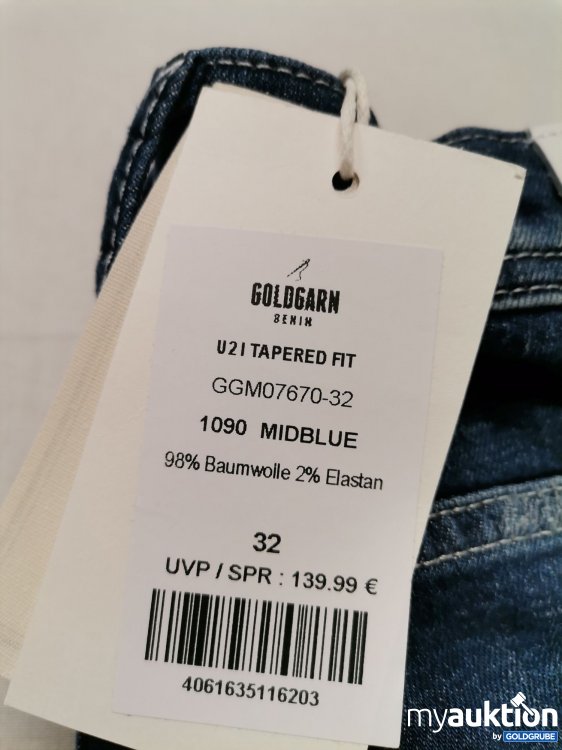 GOLDGARN
DENIM
U2 I TAPERED FIT
GGM07670-32
1090 MIDBLUE
98% Baumwolle 2% Elastan
32
UVP / SPR : 139.99 €
4061635116203
myauktion
by GOLDGRUBE